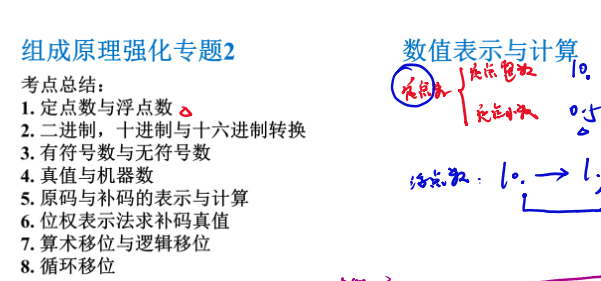 组成原理强化专题2
数值表示与计算
考点总结：
1. 定点数与浮点数
2. 二进制，十进制与十六进制转换
3. 有符号数与无符号数
4. 真值与机器数
5. 原码与补码的表示与计算
6. 位权表示法求补码真值
7. 算术移位与逻辑移位
8. 循环移位
定点数
定点整数 10.
定点小数 0.5
浮点数： 10. → 1.